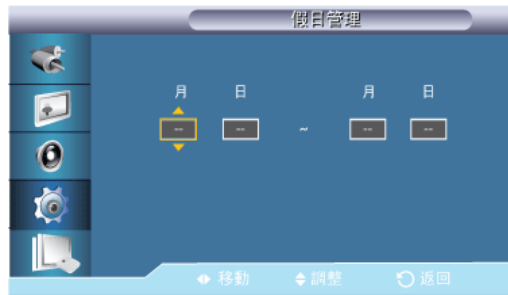 假日管理
月 日 月 日
-- -- ~ -- --
移動 調整 返回